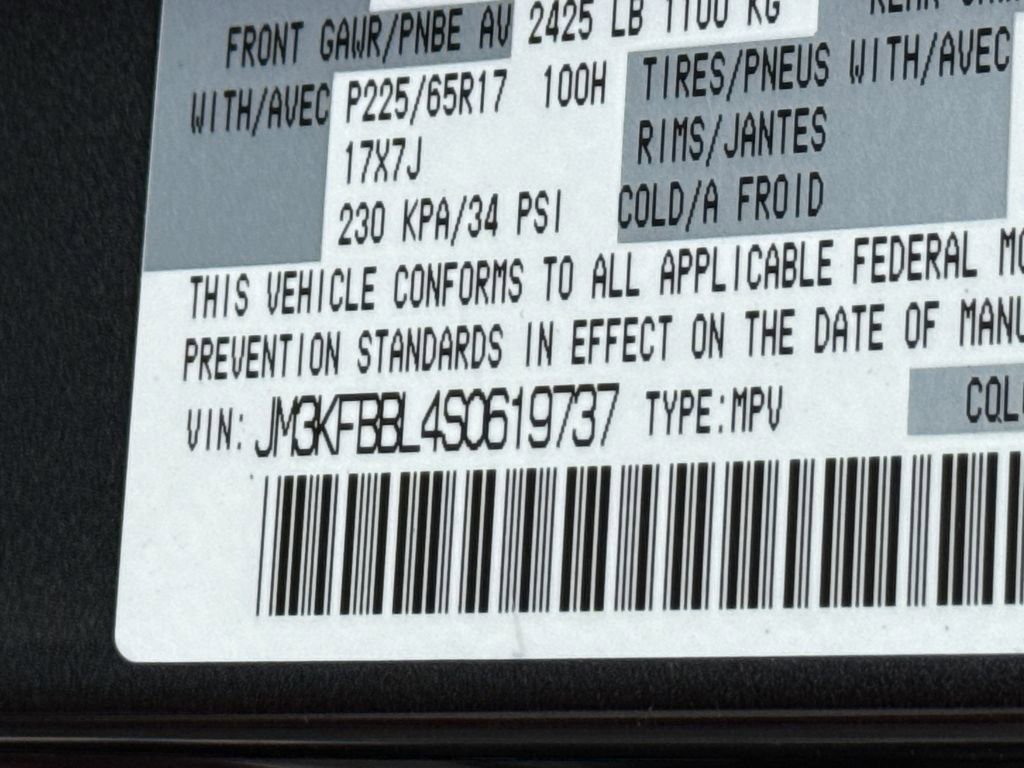 FRONT GAWR/PNBE AV 2425 LB 1100 KG
WITH/AVEC P225/65R17 100H TIRES/PNEUS WITH/AVEC
17X7J RIMS/JANTES
230 KPA/34 PSI COLD/A FROID
THIS VEHICLE CONFORMS TO ALL APPLICABLE FEDERAL MO
PREVENTION STANDARDS IN EFFECT ON THE DATE OF MANU
VIN: JM3KFBBL4S0619737 TYPE:MPV